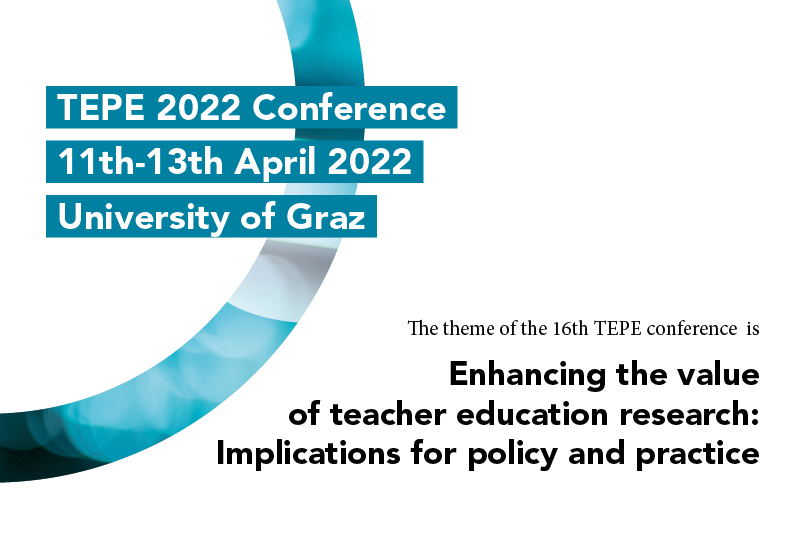 TEPE 2022 Conference
11th-13th April 2022
University of Graz
The theme of the 16th TEPE conference is
Enhancing the value
of teacher education research:
Implications for policy and practice